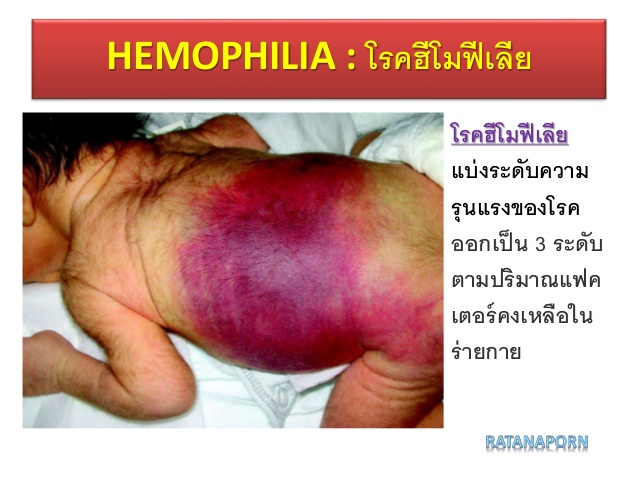 HEMOPHILIA : โรคฮีโมฟีเลีย
โรคฮีโมฟีเลีย
แบ่งระดับความ
รุนแรงของโรค
ออกเป็น 3 ระดับ
ตามปริมาณแฟค
เตอร์คงเหลือใน
ร่ายกาย
RATANAPORN